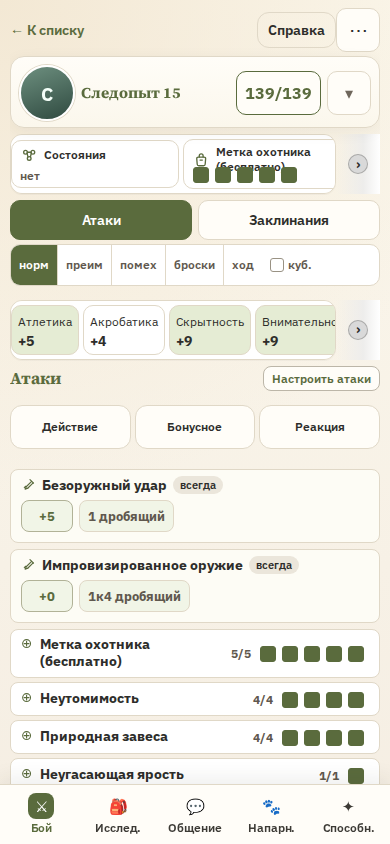 ← К списку
Справка
...
С
Следопыт 15
139/139
▼
Состояния
нет
Метка охотника
(бесплатно)
›
Атаки
Заклинания
норм
преим
помех
броски
ход
куб.
Атлетика
+5
Акробатика
+4
Скрытность
+9
Внимательно
+9
›
Атаки
Настроить атаки
Действие
Бонусное
Реакция
Безоружный удар
всегда
+5
1 дробящий
Импровизированное оружие
всегда
+0
1к4 дробящий
Метка охотника
(бесплатно)
5/5
Неутомимость
4/4
Природная завеса
4/4
Неугасающая ярость
1/1
Бой
Исслед.
Общение
Напарн.
Способн.